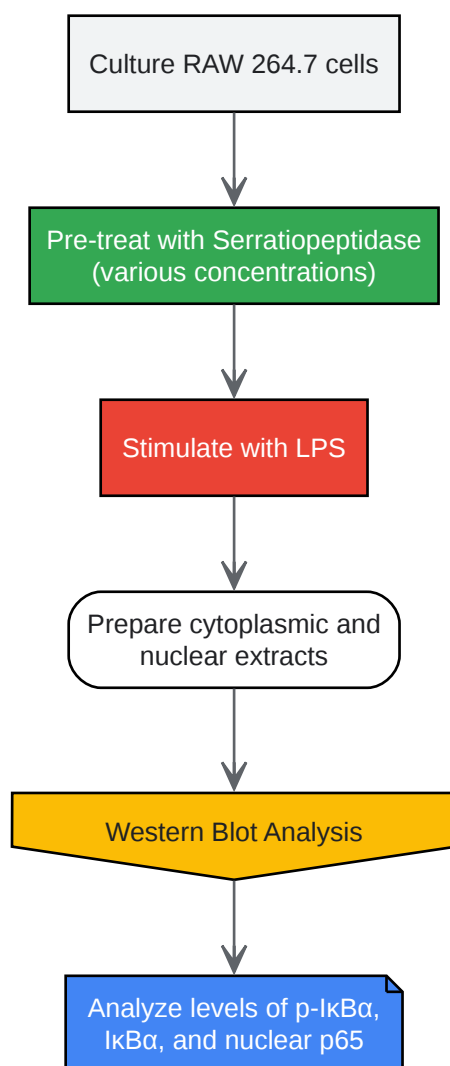 Culture RAW 264.7 cells
Pre-treat with Serratiopeptidase
(various concentrations)
Stimulate with LPS
Prepare cytoplasmic and
nuclear extracts
Western Blot Analysis
Analyze levels of p-IκBα,
IκBα, and nuclear p65